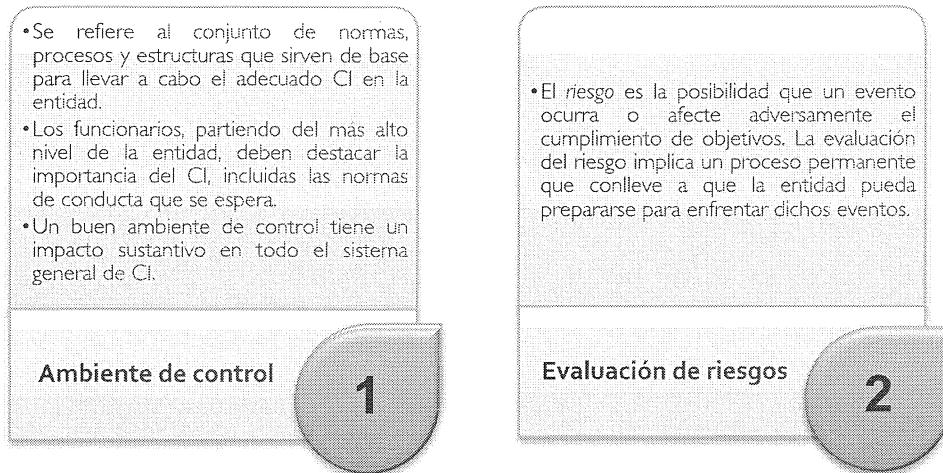 •Se refiere al conjunto de normas,
procesos y estructuras que sirven de base
para llevar a cabo el adecuado CI en la
entidad.
•Los funcionarios, partiendo del más alto
nivel de la entidad, deben destacar la
importancia del CI, incluidas las normas
de conducta que se espera.
•Un buen ambiente de control tiene un
impacto sustantivo en todo el sistema
general de CI.
Ambiente de control
1
•El riesgo es la posibilidad que un evento
ocurra o afecte adversamente el
cumplimiento de objetivos. La evaluación
del riesgo implica un proceso permanente
que conlleve a que la entidad pueda
prepararse para enfrentar dichos eventos.
Evaluación de riesgos
2